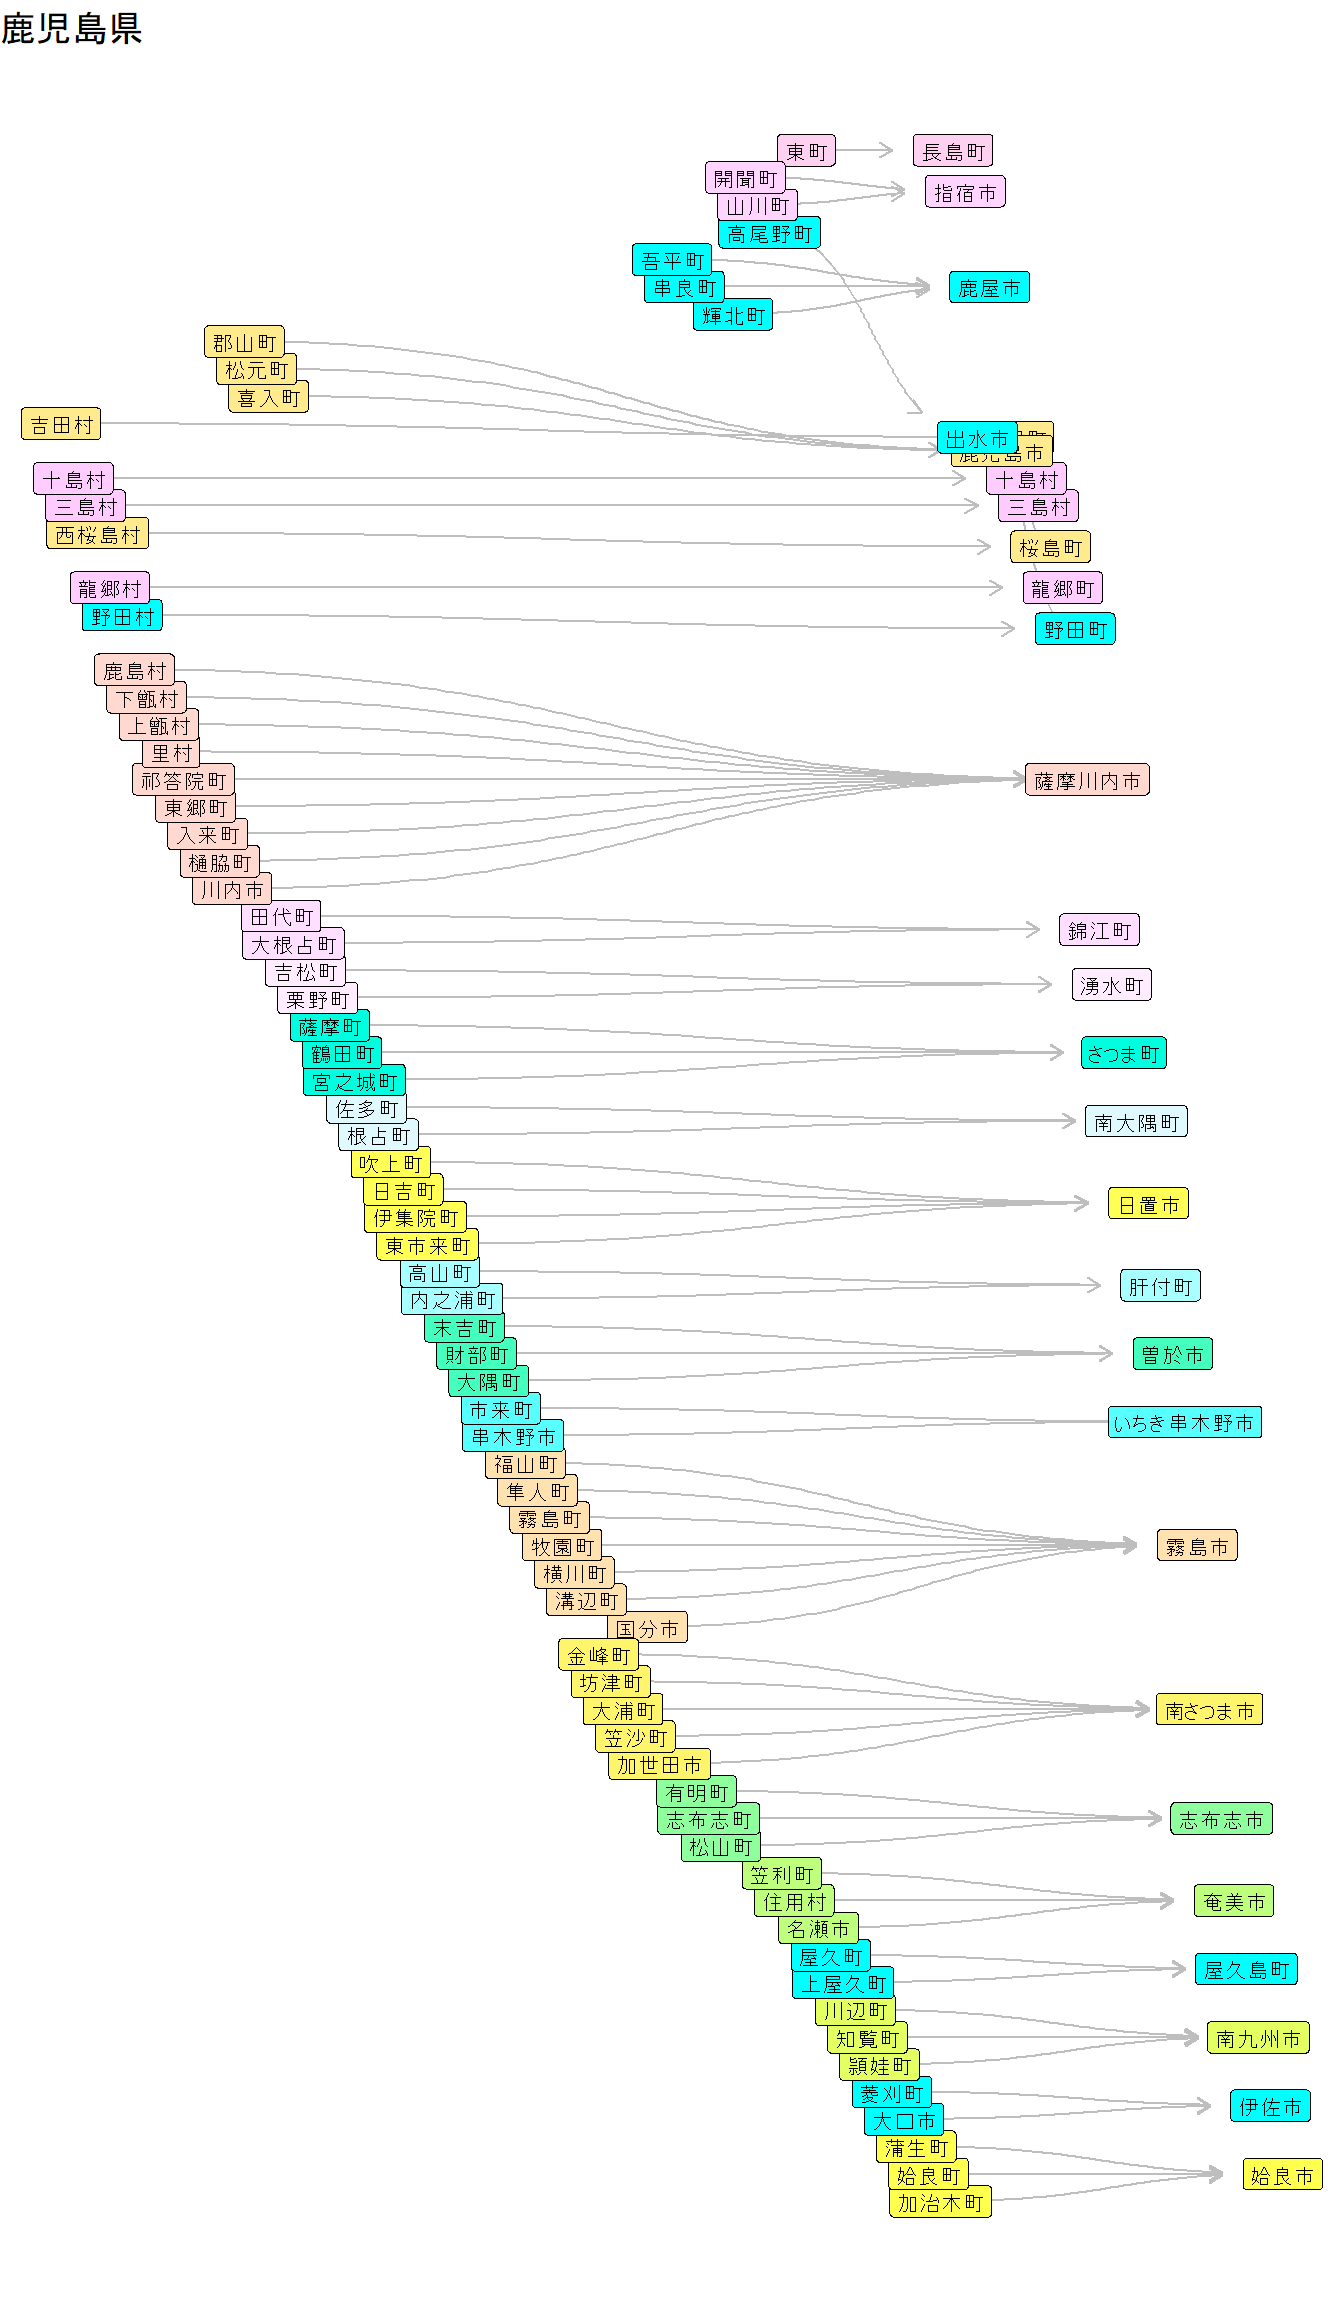 鹿児島県
東町
長島町
開聞町
指宿市
山川町
高尾野町
吾平町
串良町
鹿屋市
輝北町
郡山町
松元町
喜入町
吉田村
出水市
町
鹿児島市
十島村
十島村
三島村
三島村
西桜島村
桜島町
龍郷村
龍郷町
野田村
野田町
鹿島村
下甑村
上甑村
里村
祁答院町
薩摩川内市
東郷町
入来町
樋脇町
川内市
田代町
錦江町
大根占町
吉松町
湧水町
栗野町
薩摩町
鶴田町
さつま町
宮之城町
佐多町
南大隅町
根占町
吹上町
日吉町
日置市
伊集院町
東市来町
高山町
肝付町
内之浦町
末吉町
財部町
曽於市
大隅町
市来町
いちき串木野市
串木野市
福山町
隼人町
霧島町
牧園町
霧島市
横川町
溝辺町
国分市
金峰町
坊津町
大浦町
南さつま市
笠沙町
加世田市
有明町
志布志町
志布志市
松山町
笠利町
住用村
奄美市
名瀬市
屋久町
屋久島町
上屋久町
川辺町
知覧町
南九州市
頴娃町
菱刈町
伊佐市
大口市
蒲生町
姶良町
姶良市
加治木町